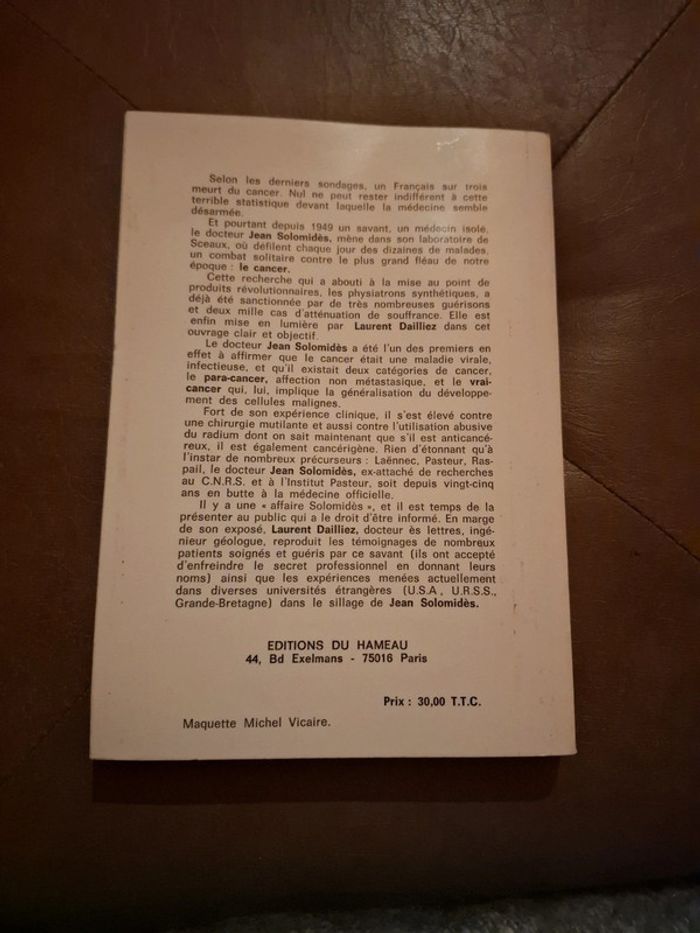 Selon les derniers sondages, un Français sur trois
meurt du cancer. Nul ne peut rester indifférent à cette
terrible statistique devant laquelle la médecine semble
désarmée.
Et pourtant depuis 1949 un savant, un médecin isolé,
le docteur Jean Solomidès, mène dans son laboratoire de
Sceaux, où défilent chaque jour des dizaines de malades,
un combat solitaire contre le plus grand fléau de notre
époque : le cancer.
Cette recherche qui a abouti à la mise au point de
produits révolutionnaires, les physiatrons synthétiques, a
déjà été sanctionnée par de très nombreuses guérisons
et deux mille cas d'atténuation de souffrance. Elle est
enfin mise en lumière par Laurent Dailliez dans cet
ouvrage clair et objectif.
Le docteur Jean Solomidès a été l'un des premiers en
effet à affirmer que le cancer était une maladie virale,
infectieuse, et qu'il existait deux catégories de cancer,
le para-cancer, affection non métastasique, et le vrai-
cancer qui, lui, implique la généralisation du développe-
ment des cellules malignes.
Fort de son expérience clinique, il s'est élevé contre
une chirurgie mutilante et aussi contre l'utilisation abusive
du radium dont on sait maintenant que s'il est anticancé-
reux, il est également cancérigène. Rien d'étonnant qu'à
l'instar de nombreux précurseurs : Laënnec, Pasteur, Ras-
pail, le docteur Jean Solomidès, ex-attaché de recherches
au C.N.R.S. et à l'Institut Pasteur, soit depuis vingt-cinq
ans en butte à la médecine officielle.
Il y a une « affaire Solomidès », et il est temps de la
présenter au public qui a le droit d'être informé. En marge
de son exposé, Laurent Dailliez, docteur ès lettres, ingé-
nieur géologue, reproduit les témoignages de nombreux
patients soignés et guéris par ce savant (ils ont accepté
d'enfreindre le secret professionnel en donnant leurs
noms) ainsi que les expériences menées actuellement
dans diverses universités étrangères (U.S.A, U.R.S.S.,
Grande-Bretagne) dans le sillage de Jean Solomidès.
EDITIONS DU HAMEAU
44, Bd Exelmans - 75016 Paris
Prix : 30,00 T.T.C.
Maquette Michel Vicaire.